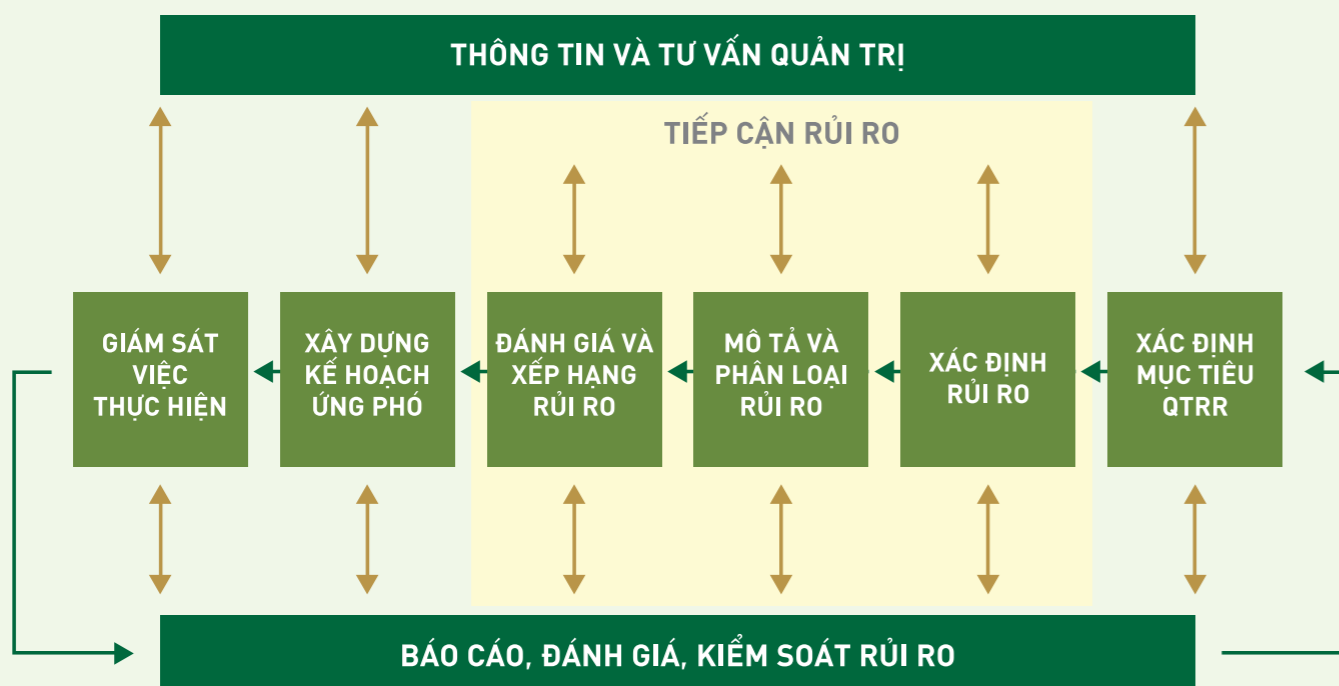 THÔNG TIN VÀ TƯ VẤN QUẢN TRỊ
TIẾP CẬN RỦI RO
GIÁM SÁT
VIỆC
THỰC HIỆN
XÂY DỰNG
KẾ HOẠCH
ỨNG PHÓ
ĐÁNH GIÁ VÀ
XẾP HẠNG
RỦI RO
MÔ TẢ VÀ
PHÂN LOẠI
RỦI RO
XÁC ĐỊNH
RỦI RO
XÁC ĐỊNH
MỤC TIÊU
QTRR
BÁO CÁO, ĐÁNH GIÁ, KIỂM SOÁT RỦI RO